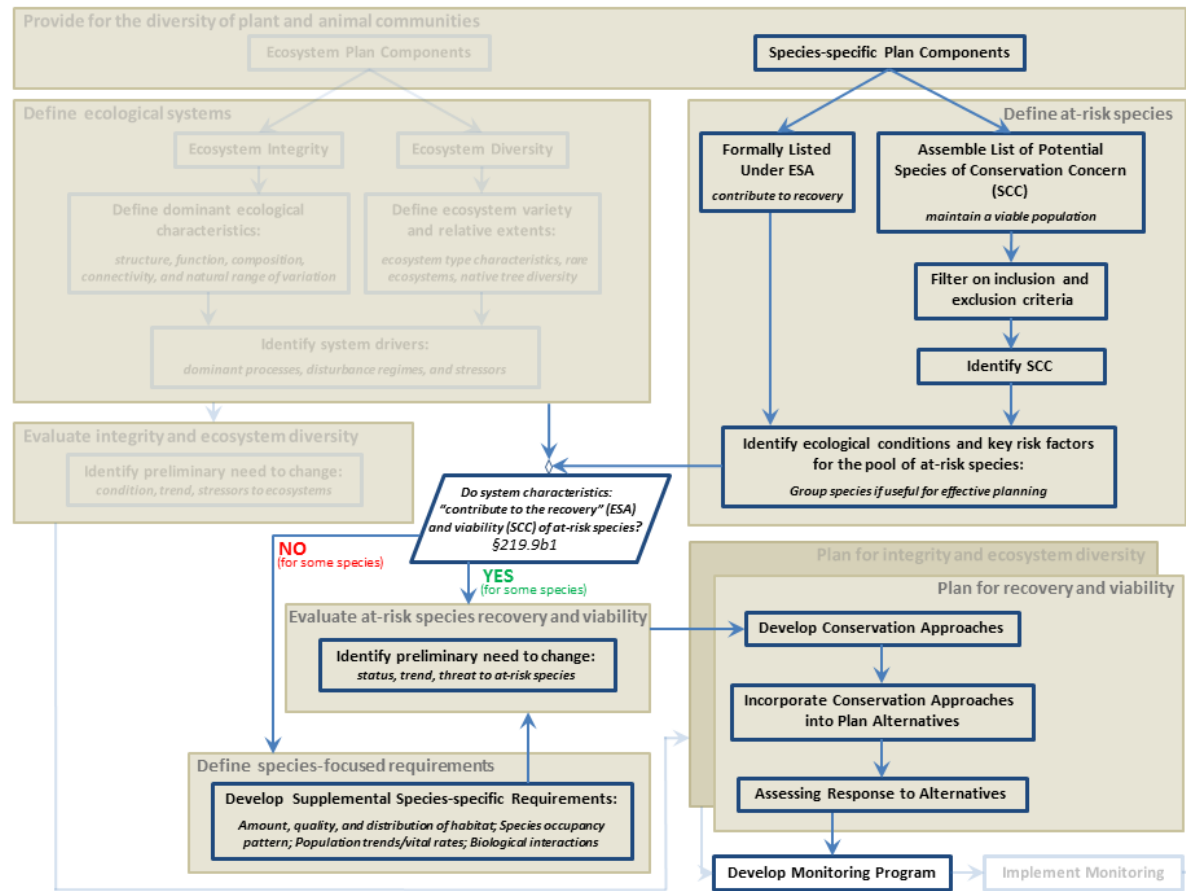 Provide for the diversity of plant and animal communities
Ecosystem Plan Components
Species-specific Plan Components
Define ecological systems
Ecosystem Integrity
Ecosystem Diversity
Define dominant ecological
characteristics:
structure, function, composition,
connectivity, and natural range of variation
Define ecosystem variety
and relative extents:
ecosystem type characteristics, rare
ecosystems, native tree diversity
Identify system drivers:
dominant processes, disturbance regimes, and stressors
Define at-risk species
Formally Listed
Under ESA
contribute to recovery
Assemble List of Potential
Species of Conservation Concern
(SCC)
maintain a viable population
Filter on inclusion and
exclusion criteria
Identify SCC
Identify ecological conditions and key risk factors
for the pool of at-risk species:
Group species if useful for effective planning
Evaluate integrity and ecosystem diversity
Identify preliminary need to change:
condition, trend, stressors to ecosystems
Do system characteristics:
“contribute to the recovery” (ESA)
and viability (SCC) of at-risk species?
§219.9b1
NO
(for some species)
YES
(for some species)
Evaluate at-risk species recovery and viability
Identify preliminary need to change:
status, trend, threat to at-risk species
Define species-focused requirements
Develop Supplemental Species-specific Requirements:
Amount, quality, and distribution of habitat; Species occupancy
pattern; Population trends/vital rates; Biological interactions
Plan for integrity and ecosystem diversity
Plan for recovery and viability
Develop Conservation Approaches
Incorporate Conservation Approaches
into Plan Alternatives
Assessing Response to Alternatives
Develop Monitoring Program
Implement Monitoring